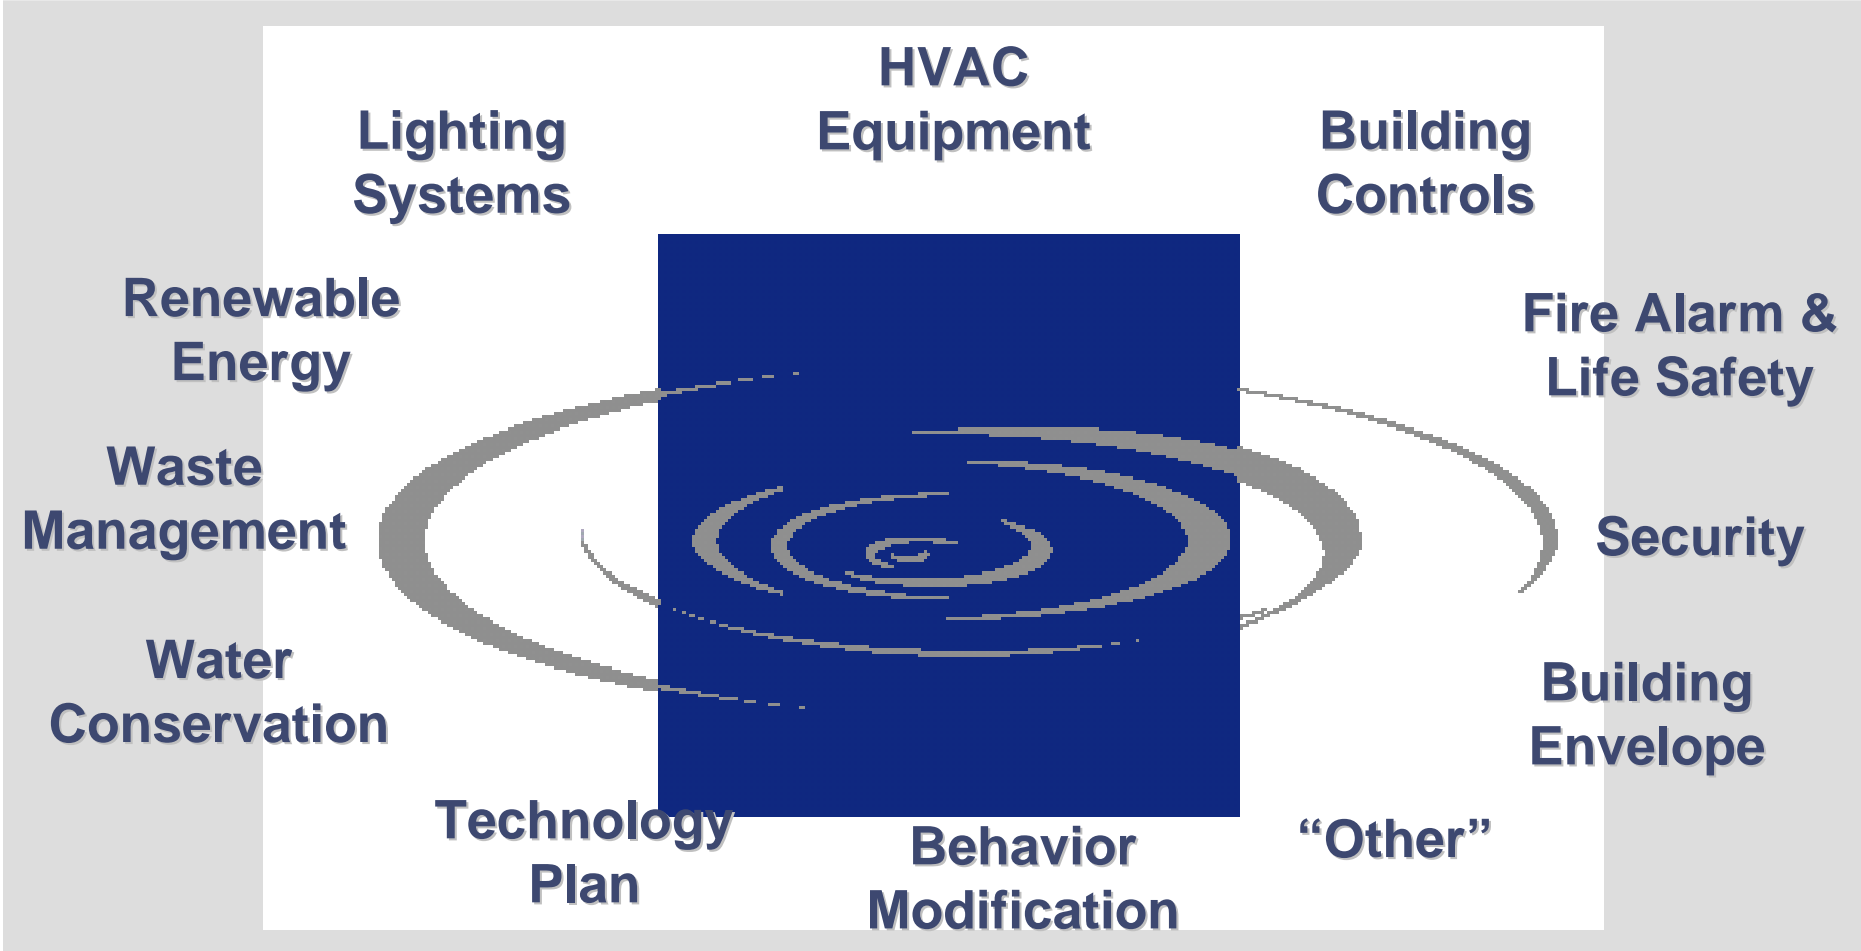 HVAC
Equipment
Lighting
Systems
Building
Controls
Renewable
Energy
Fire Alarm &
Life Safety
Waste
Management
Security
Water
Conservation
Building
Envelope
Technology
Plan
Behavior
Modification
“Other”